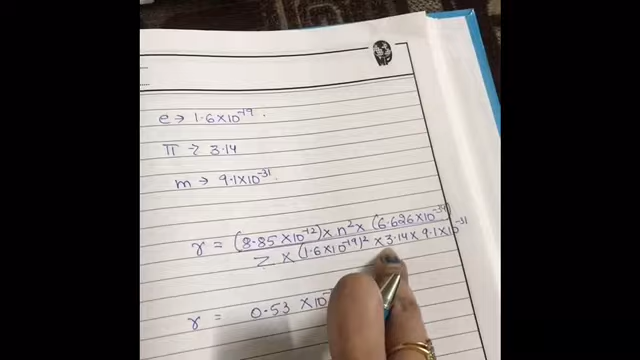 e → 1.6×10⁻¹⁹.
π → 3.14
m → 9.1×10⁻³¹.
r = (8.85×10⁻¹²)×n²×(6.626×10⁻³⁴)
Z × (1.6×10⁻¹⁹)² ×3.14×9.1×10⁻³¹
r = 0.53 ×10